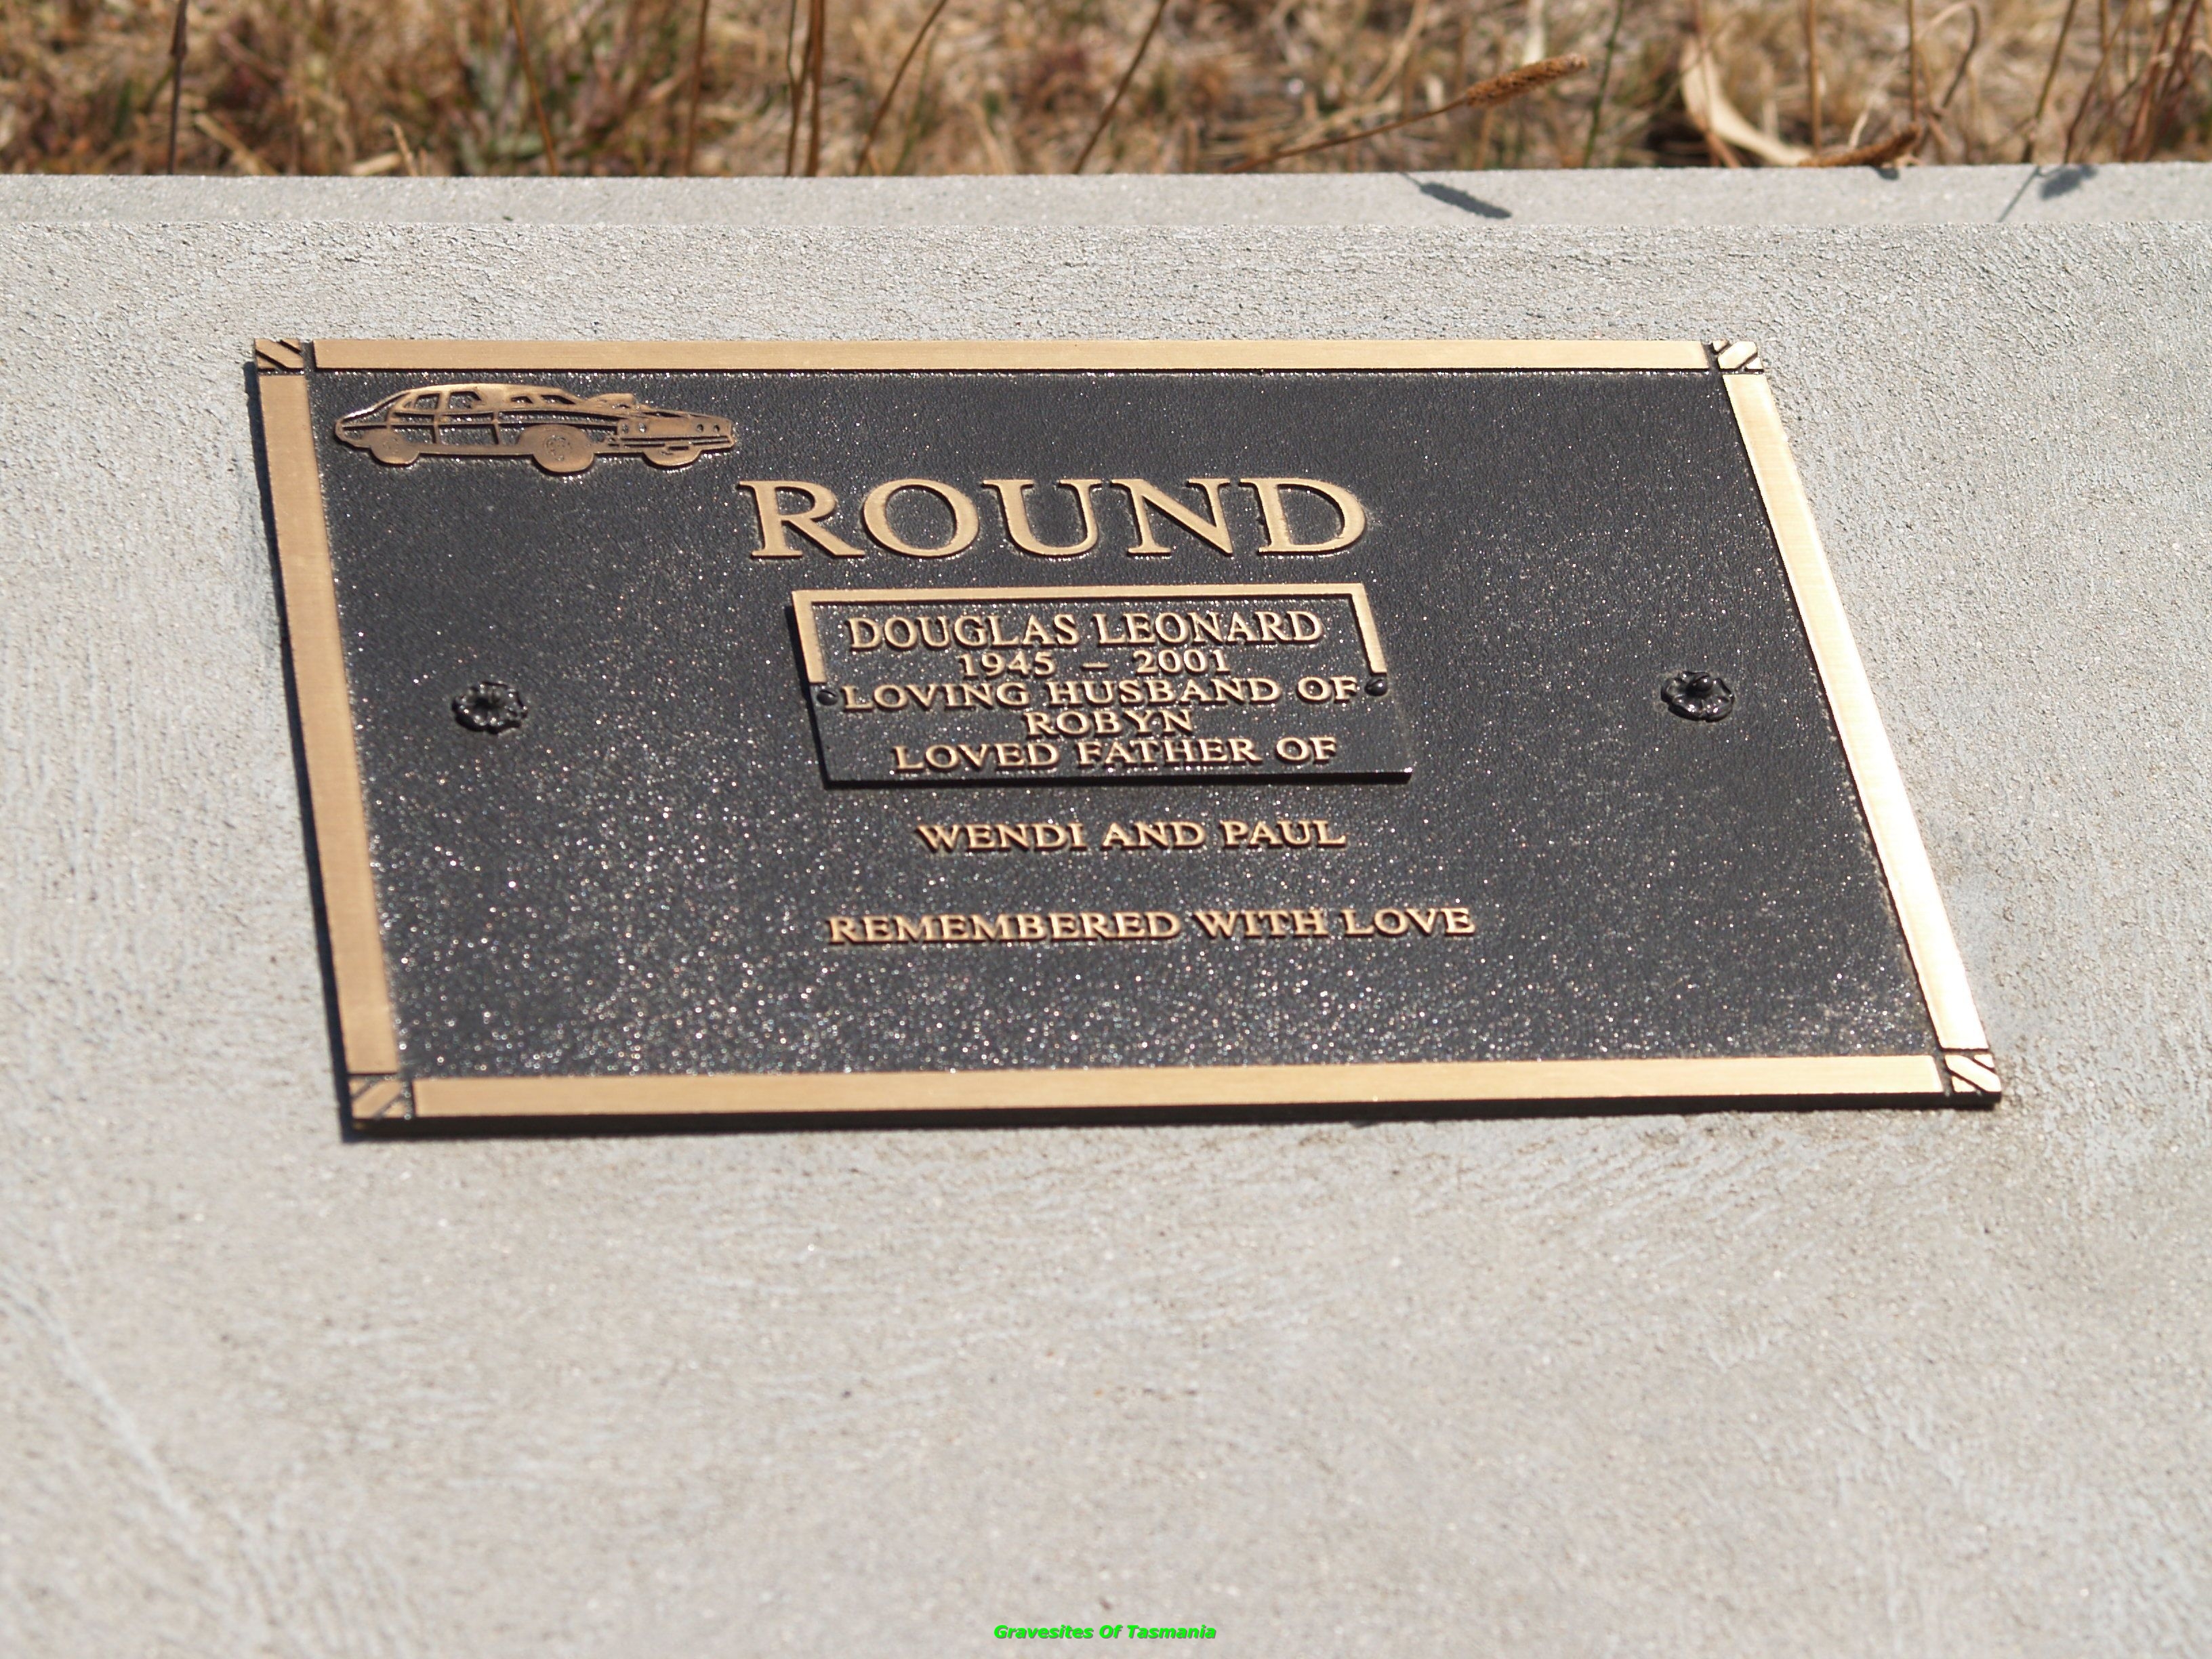 ROUND
DOUGLAS LEONARD
1945 – 2001
LOVING HUSBAND OF
ROBYN
LOVED FATHER OF
WENDI AND PAUL
REMEMBERED WITH LOVE
Gravesites Of Tasmania